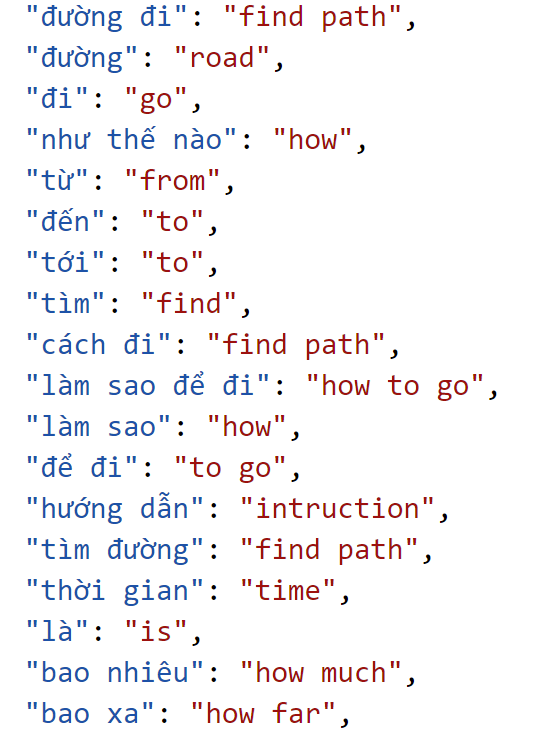 "đường đi": "find path",
"đường": "road",
"đi": "go",
"như thế nào": "how",
"từ": "from",
"đến": "to",
"tới": "to",
"tìm": "find",
"cách đi": "find path",
"làm sao để đi": "how to go",
"làm sao": "how",
"để đi": "to go",
"hướng dẫn": "intruction",
"tìm đường": "find path",
"thời gian": "time",
"là": "is",
"bao nhiêu": "how much",
"bao xa": "how far",